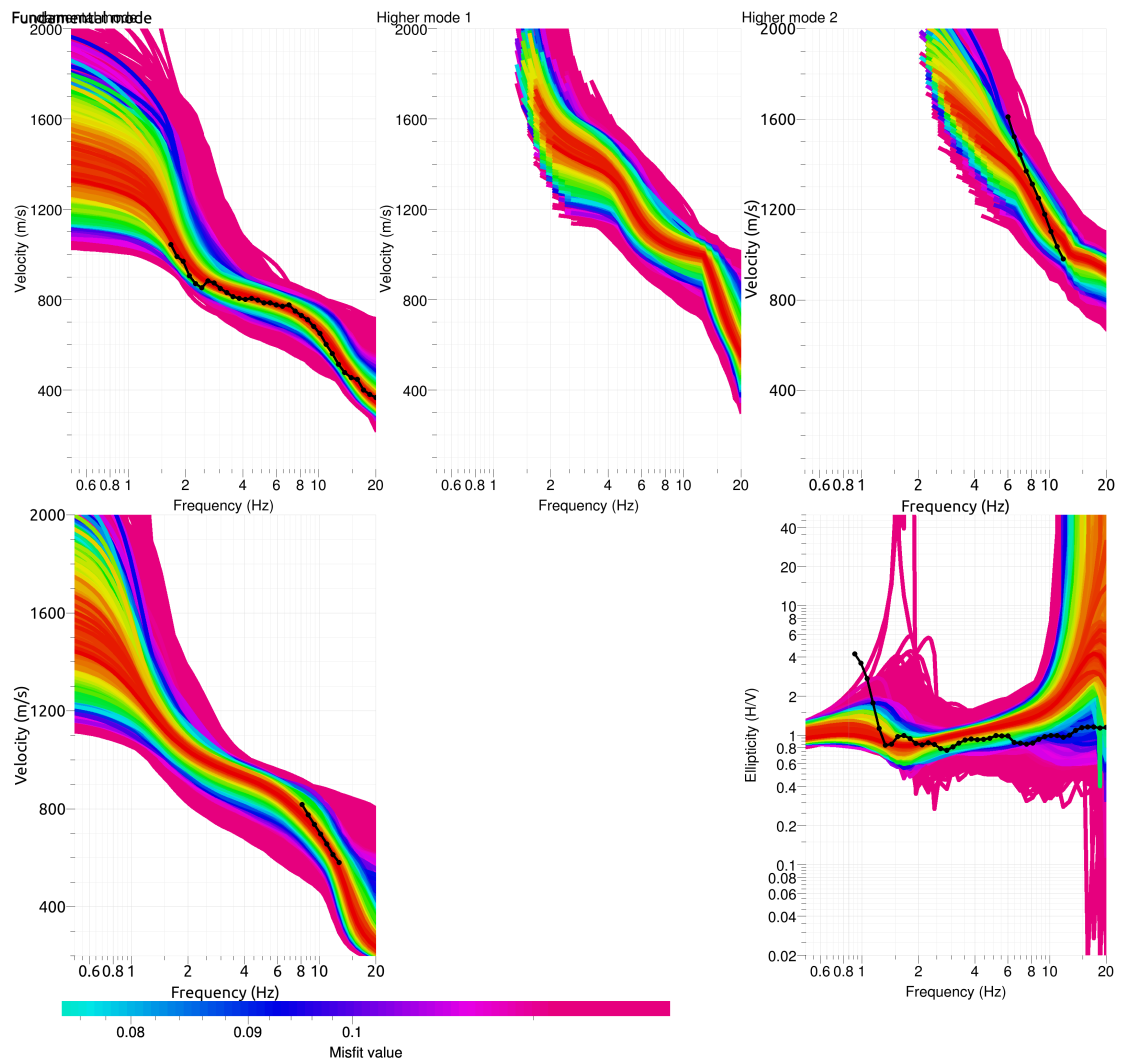 Fundamental mode
Higher mode 1
Higher mode 2
2000
1600
1200
800
400
Velocity (m/s)
0.6 0.8 1 2 4 6 8 10 20
Frequency (Hz)
2000
1600
1200
800
400
Velocity (m/s)
0.6 0.8 1 2 4 6 8 10 20
Frequency (Hz)
2000
1600
1200
800
400
Velocity (m/s)
0.6 0.8 1 2 4 6 8 10 20
Frequency (Hz)
2000
1600
1200
800
400
Velocity (m/s)
0.6 0.8 1 2 4 6 8 10 20
Frequency (Hz)
40
20
10
8
6
4
2
1
0.8
0.6
0.4
0.2
0.1
0.08
0.06
0.04
0.02
Ellipticity (H/V)
0.6 0.8 1 2 4 6 8 10 20
Frequency (Hz)
0.08 0.09 0.1
Misfit value